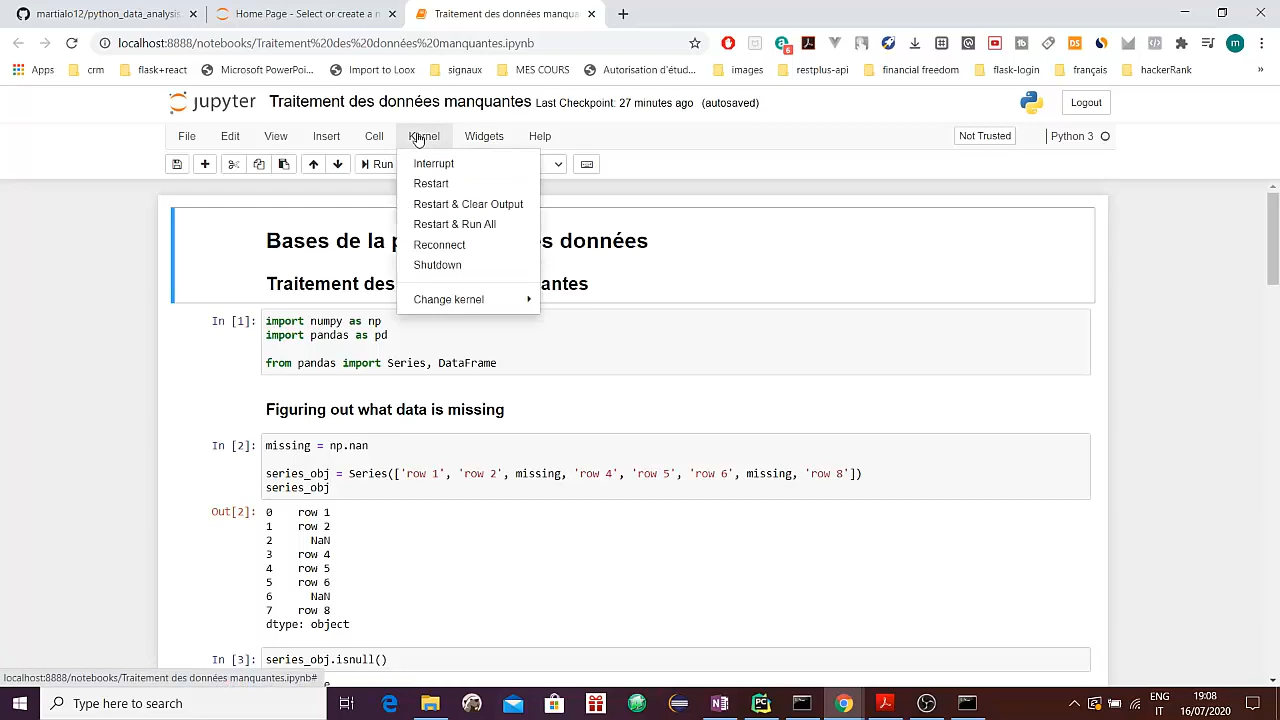 martialo12/python_data_analysis
Home Page - Select or create a n
Traitement des données manqua
localhost:8888/notebooks/Traitement%20des%20données%20manquantes.ipynb
6
m
Apps
crm
flask+react
Microsoft PowerPoi...
Import to Loox
signaux
MES COURS
Autorisation d'étud...
images
restplus-api
financial freedom
flask-login
français
hackerRank
»
jupyter
Traitement des données manquantes Last Checkpoint: 27 minutes ago (autosaved)
Logout
File Edit View Insert Cell Kernel Widgets Help
Not Trusted
Python 3
Run
Interrupt
Restart
Restart & Clear Output
Restart & Run All
Reconnect
Shutdown
Change kernel
Bases de la p
es données
Traitement des
antes
In [1]: import numpy as np
import pandas as pd
from pandas import Series, DataFrame
Figuring out what data is missing
In [2]: missing = np.nan
series_obj = Series(['row 1', 'row 2', missing, 'row 4', 'row 5', 'row 6', missing, 'row 8'])
series_obj
Out[2]: 0 row 1
1 row 2
2 NaN
3 row 4
4 row 5
5 row 6
6 NaN
7 row 8
dtype: object
In [3]: series_obj.isnull()
localhost:8888/notebooks/Traitement des données manquantes.ipynb#
Type here to search
ENG
IT
19:08
16/07/2020